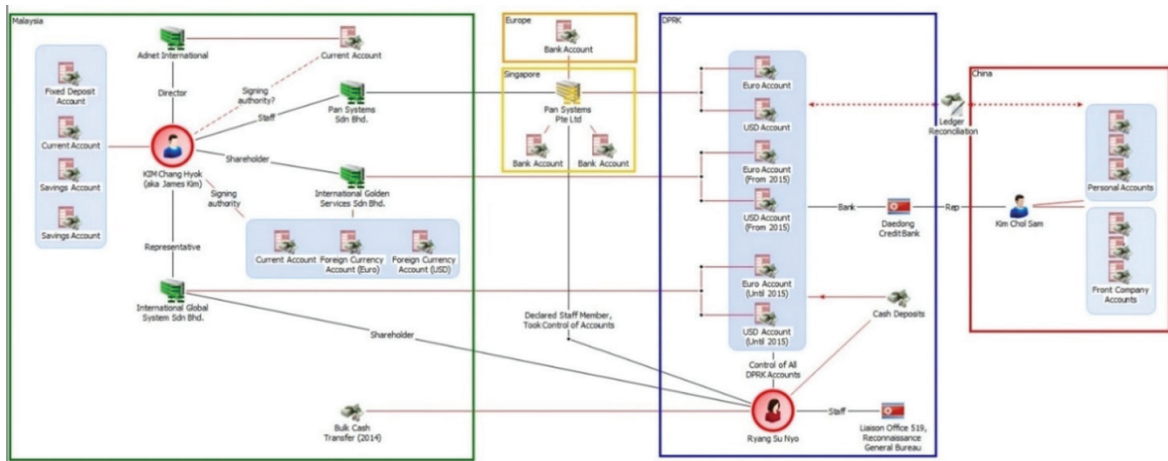 Malaysia
Adnet International
Current Account
Fixed Deposit
Account
Current Account
Savings Account
Savings Account
Director
Signing
authority?
Staff
Pan Systems
Sdn Bhd.
KIM Chang Hyok
(aka James Kim)
Shareholder
International Golden
Services Sdn Bhd.
Signing
authority
Current Account
Foreign Currency
Account (Euro)
Foreign Currency
Account (USD)
Representative
International Global
System Sdn Bhd.
Shareholder
Bulk Cash
Transfer (2014)
Europe
Bank Account
Singapore
Pan Systems
Pte Ltd
Bank Account
Bank Account
Declared Staff Member,
Took Control of Accounts
DPRK
Euro Account
USD Account
Euro Account
(From 2015)
USD Account
(From 2015)
Euro Account
(Until 2015)
USD Account
(Until 2015)
Control of All
DPRK Accounts
Ryang Su Nyo
Staff
Liaison Office 519,
Reconnaissance
General Bureau
Cash Deposits
Bank
Daedong
Credit Bank
Rep
Ledger
Reconciliation
China
Kim Chol Sam
Personal Accounts
Front Company
Accounts